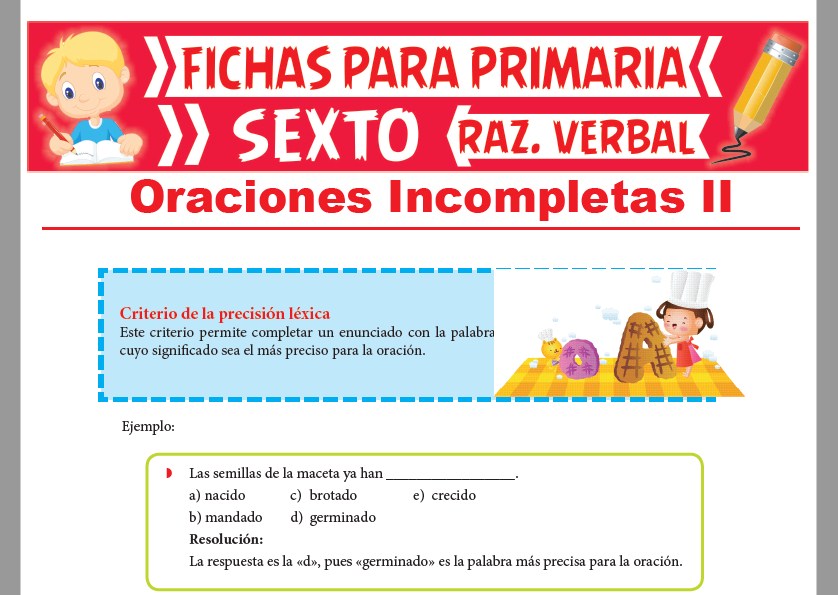 FICHAS PARA PRIMARIA
SEXTO RAZ. VERBAL
Oraciones Incompletas II
Criterio de la precisión léxica
Este criterio permite completar un enunciado con la palabra
cuyo significado sea el más preciso para la oración.
Ejemplo:
Las semillas de la maceta ya han _________________.
a) nacido c) brotado e) crecido
b) mandado d) germinado
Resolución:
La respuesta es la «d», pues «germinado» es la palabra más precisa para la oración.